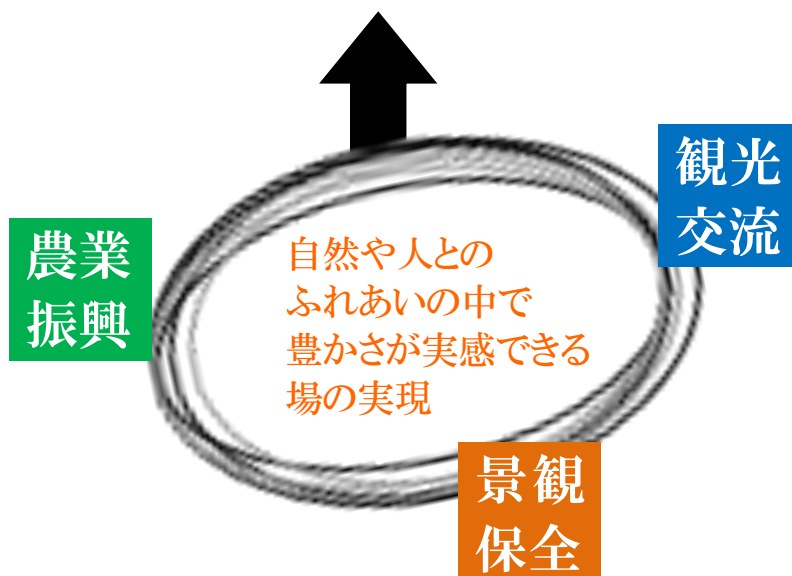 観光
交流
農業
振興
自然や人との
ふれあいの中で
豊かさが実感できる
場の実現
景観
保全